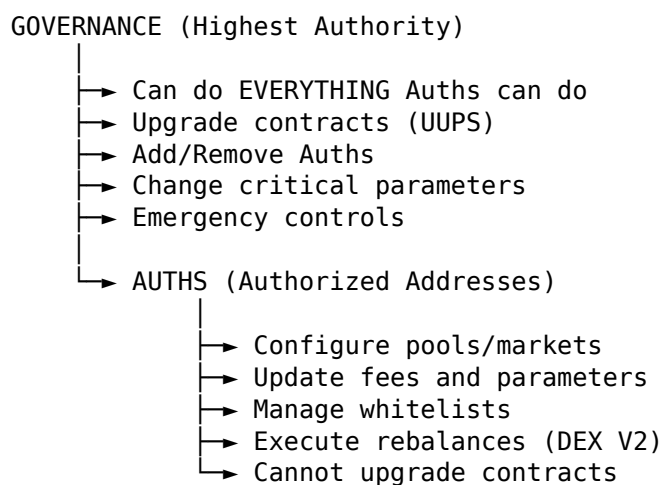 GOVERNANCE (Highest Authority)
Can do EVERYTHING Auths can do
Upgrade contracts (UUPS)
Add/Remove Auths
Change critical parameters
Emergency controls
AUTHS (Authorized Addresses)
Configure pools/markets
Update fees and parameters
Manage whitelists
Execute rebalances (DEX V2)
Cannot upgrade contracts